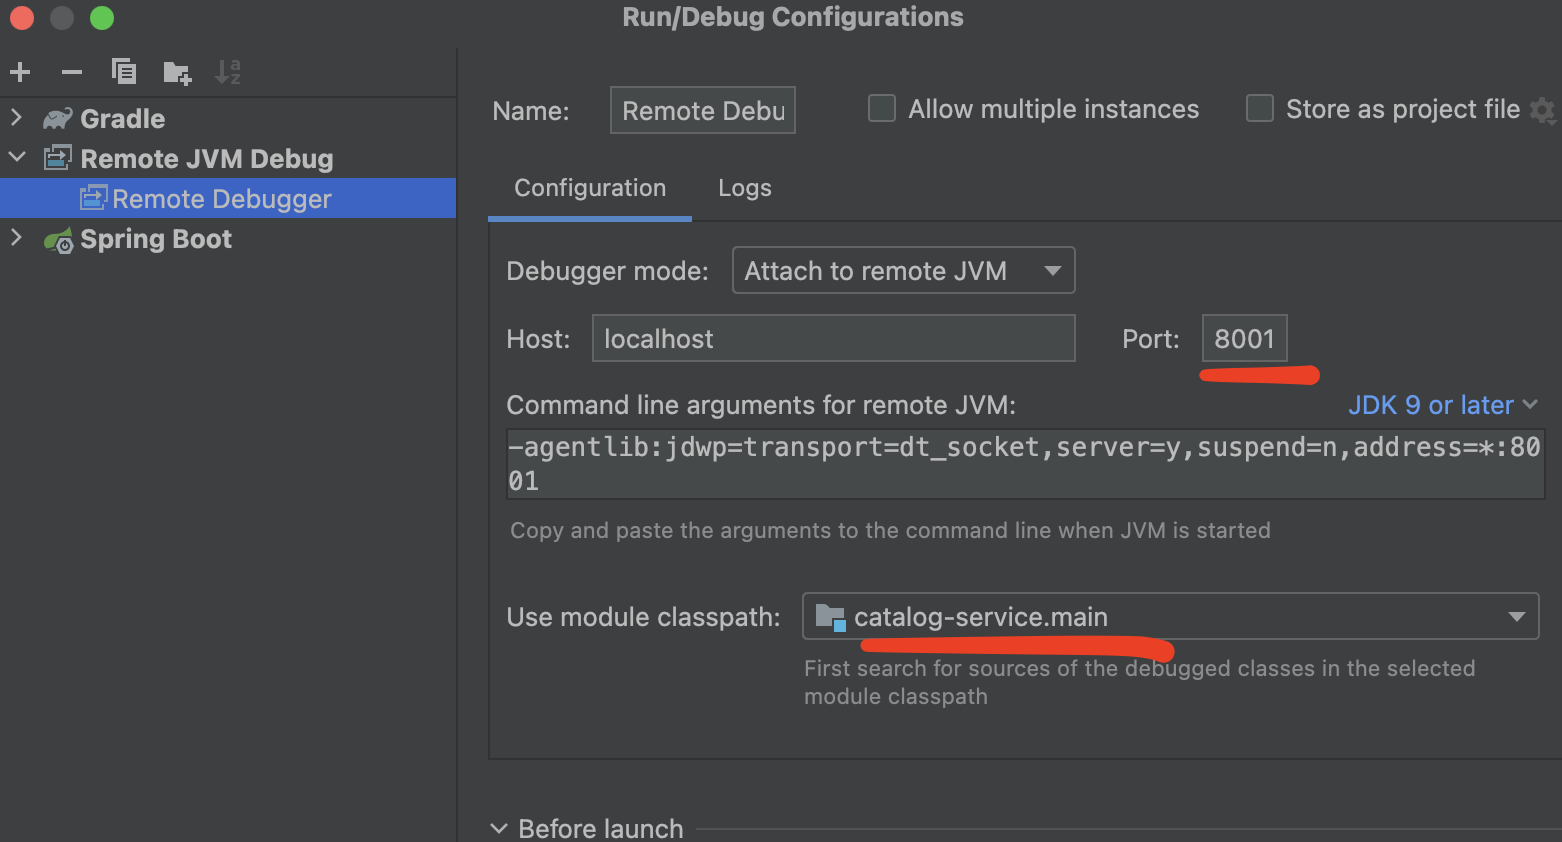 Run/Debug Configurations
Gradle
Remote JVM Debug
Remote Debugger
Spring Boot
Name: Remote Debu Allow multiple instances Store as project file
Configuration Logs
Debugger mode: Attach to remote JVM
Host: localhost Port: 8001
Command line arguments for remote JVM: JDK 9 or later
-agentlib:jdwp=transport=dt_socket,server=y,suspend=n,address=*:80
01
Copy and paste the arguments to the command line when JVM is started
Use module classpath: catalog-service.main
First search for sources of the debugged classes in the selected
module classpath
Before launch